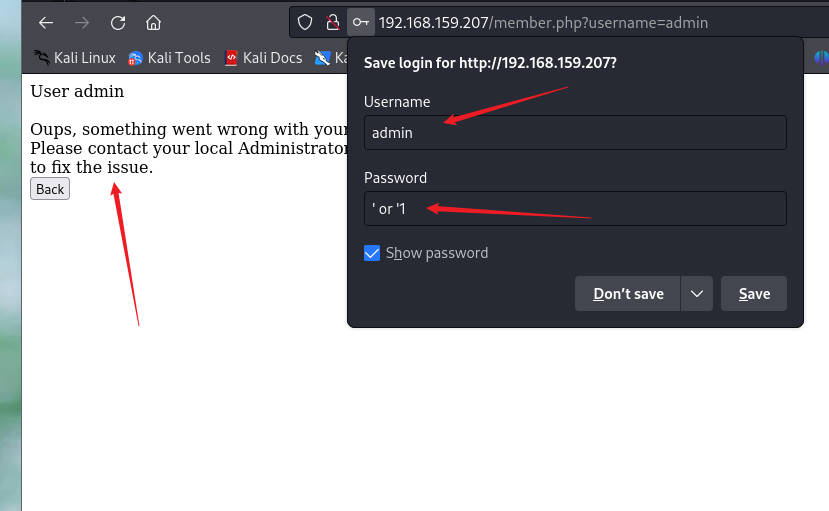 192.168.159.207/member.php?username=admin
Kali Linux Kali Tools Kali Docs
User admin
Oups, something went wrong with your
Please contact your local Administrator
to fix the issue.
Back
Save login for http://192.168.159.207?
Username
admin
Password
' or '1
Show password
Don't save
Save